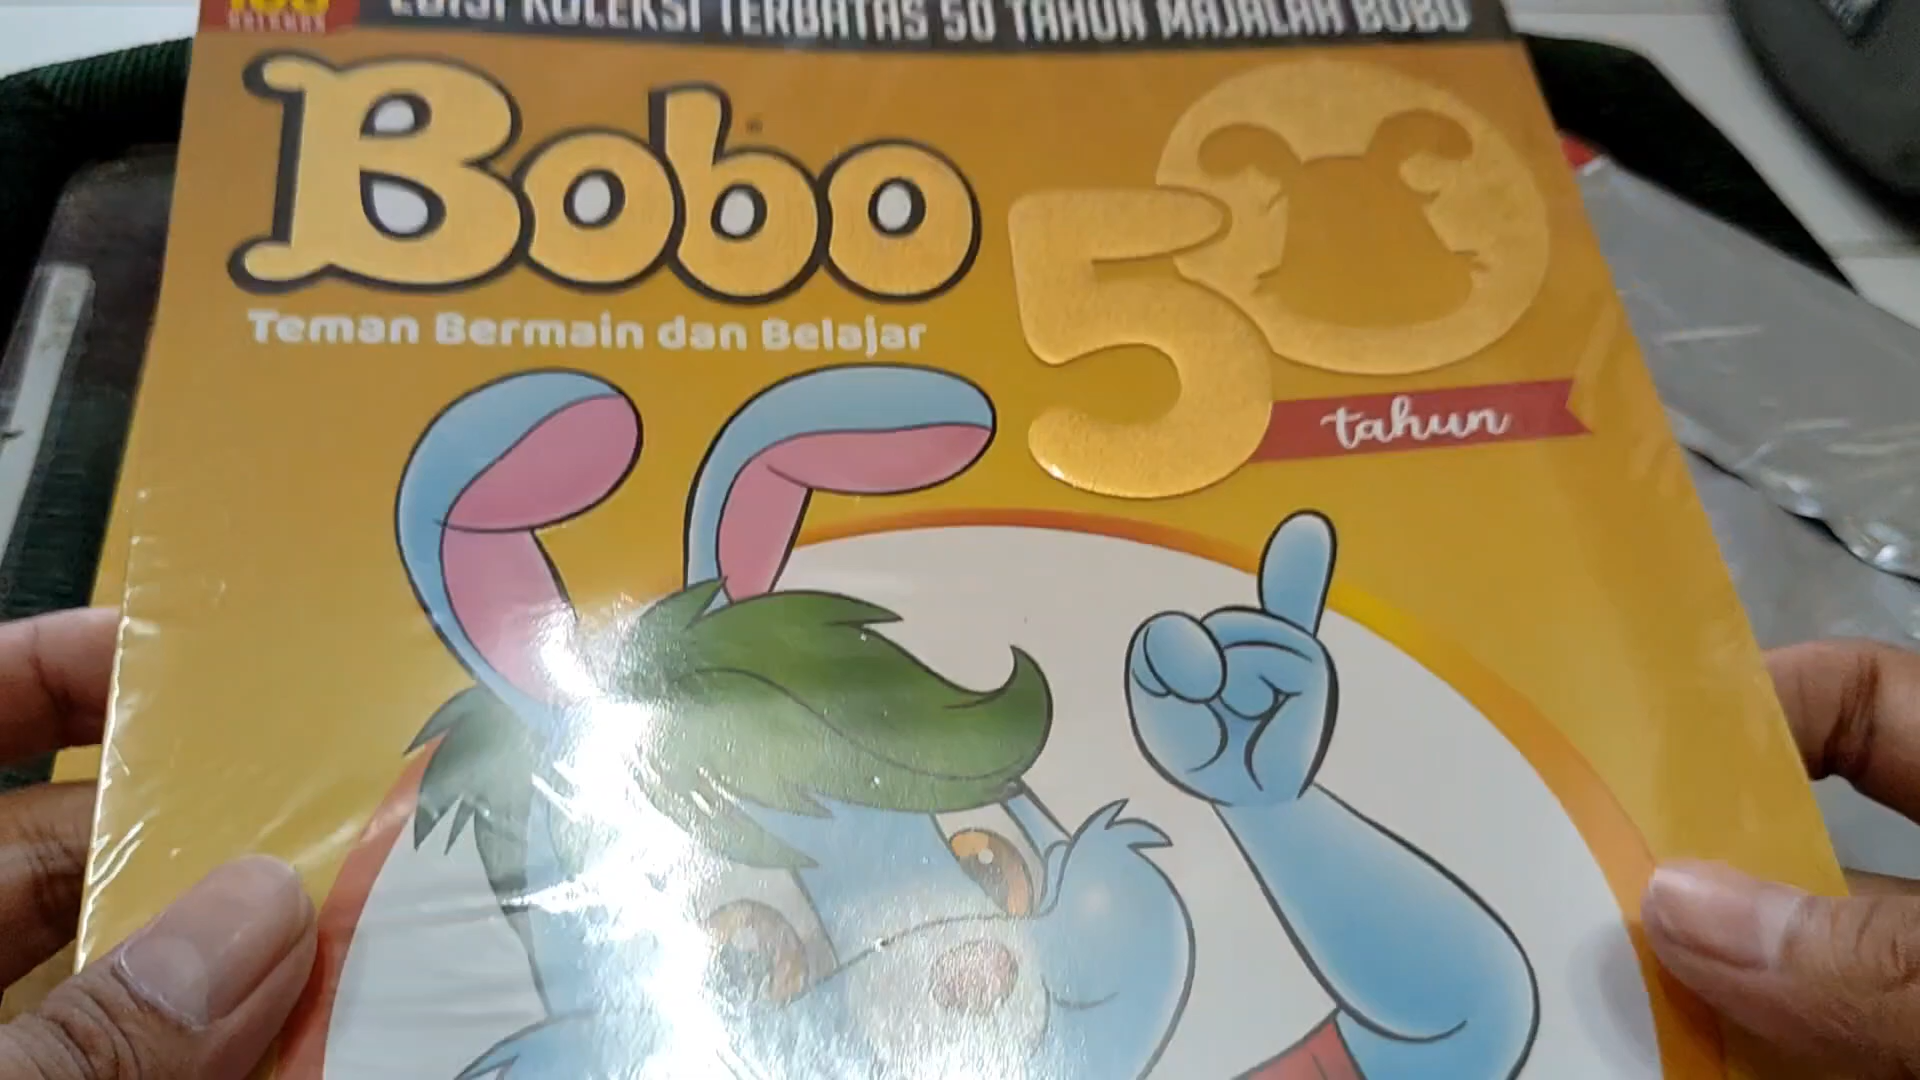 EDISI KOLEKSI TERBATAS 50 TAHUN MAJALAH BOBO
Bobo
Teman Bermain dan Belajar
50
tahun